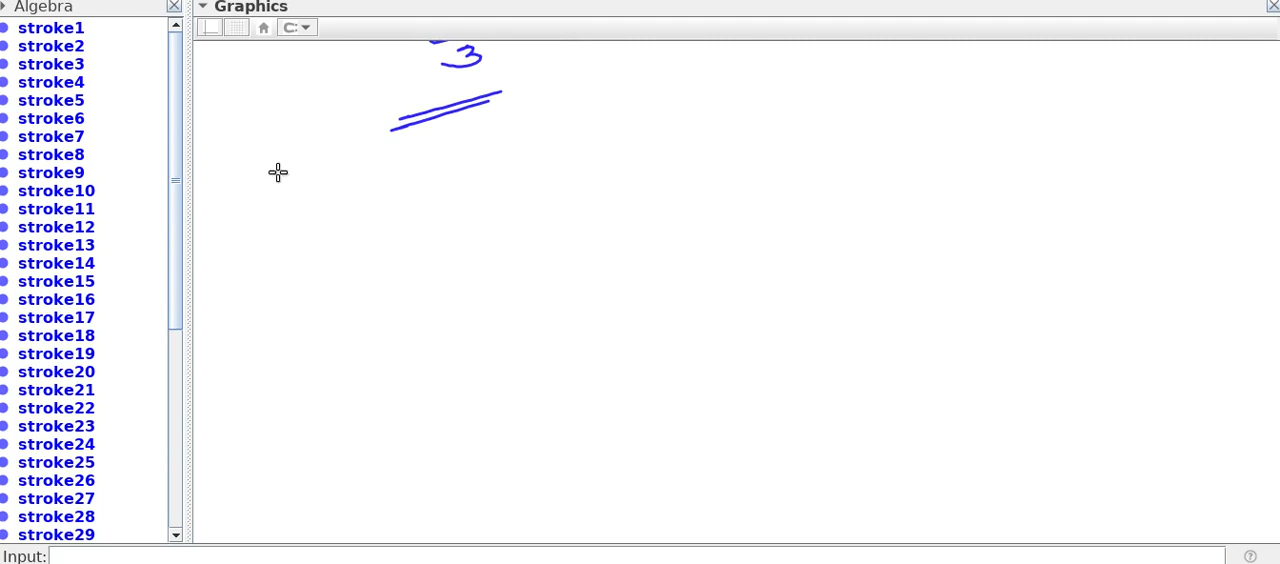 Algebra
Graphics
stroke1
stroke2
stroke3
stroke4
stroke5
stroke6
stroke7
stroke8
stroke9
stroke10
stroke11
stroke12
stroke13
stroke14
stroke15
stroke16
stroke17
stroke18
stroke19
stroke20
stroke21
stroke22
stroke23
stroke24
stroke25
stroke26
stroke27
stroke28
stroke29
3
Input: